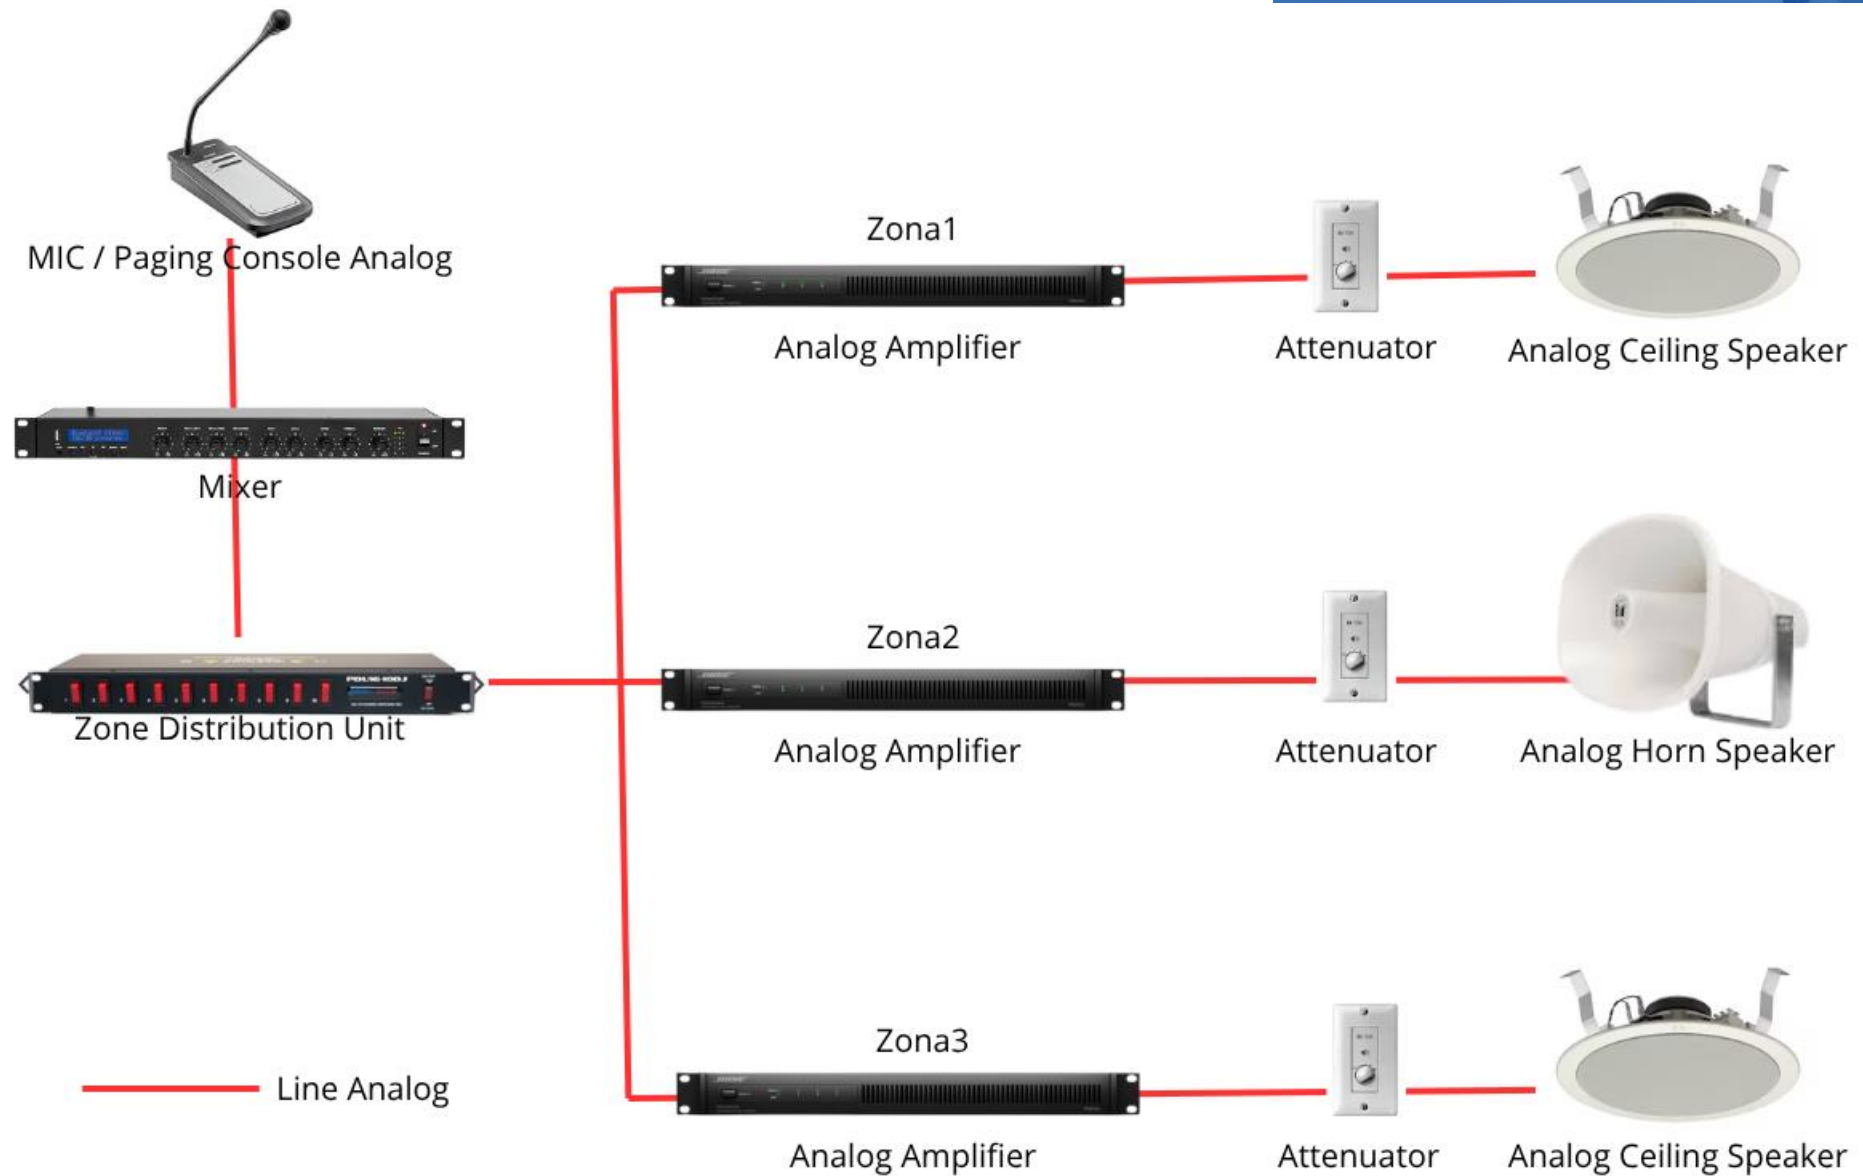 MIC / Paging Console Analog
Mixer
Zone Distribution Unit
Line Analog
Zona1
Analog Amplifier
Attenuator
Analog Ceiling Speaker
Zona2
Analog Amplifier
Attenuator
Analog Horn Speaker
Zona3
Analog Amplifier
Attenuator
Analog Ceiling Speaker